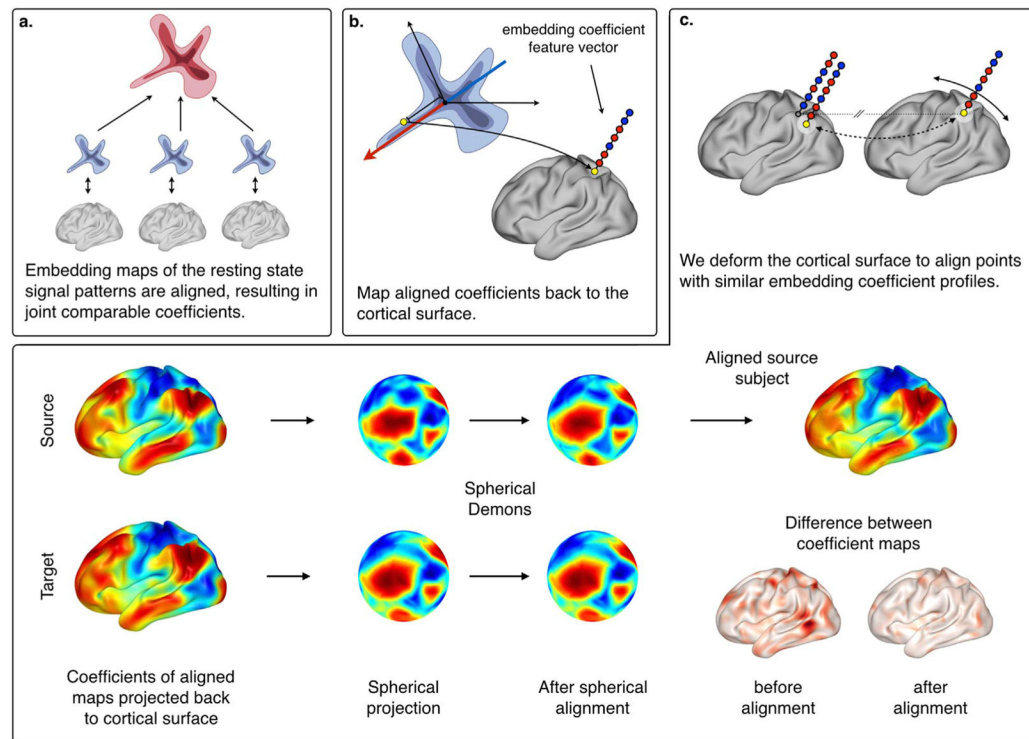 a.
Embedding maps of the resting state
signal patterns are aligned, resulting in
joint comparable coefficients.
b.
embedding coefficient
feature vector
Map aligned coefficients back to the
cortical surface.
c.
We deform the cortical surface to align points
with similar embedding coefficient profiles.
Source
Target
Coefficients of aligned
maps projected back
to cortical surface
Spherical
Demons
Spherical
projection
After spherical
alignment
Aligned source
subject
Difference between
coefficient maps
before
alignment
after
alignment